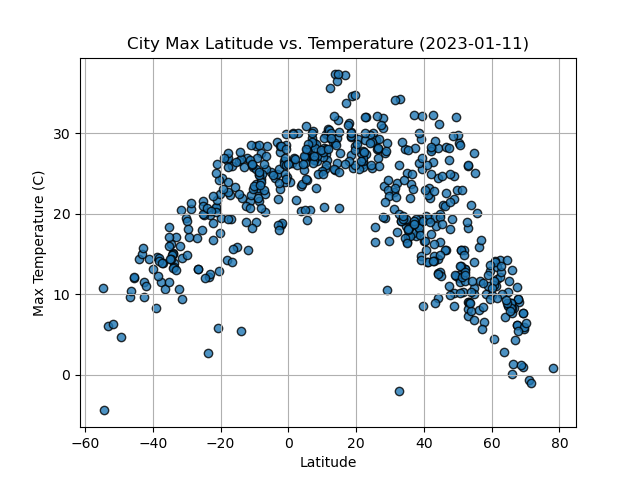 City Max Latitude vs. Temperature (2023-01-11)
Max Temperature (C)
30
20
10
0
−60 −40 −20 0 20 40 60 80
Latitude